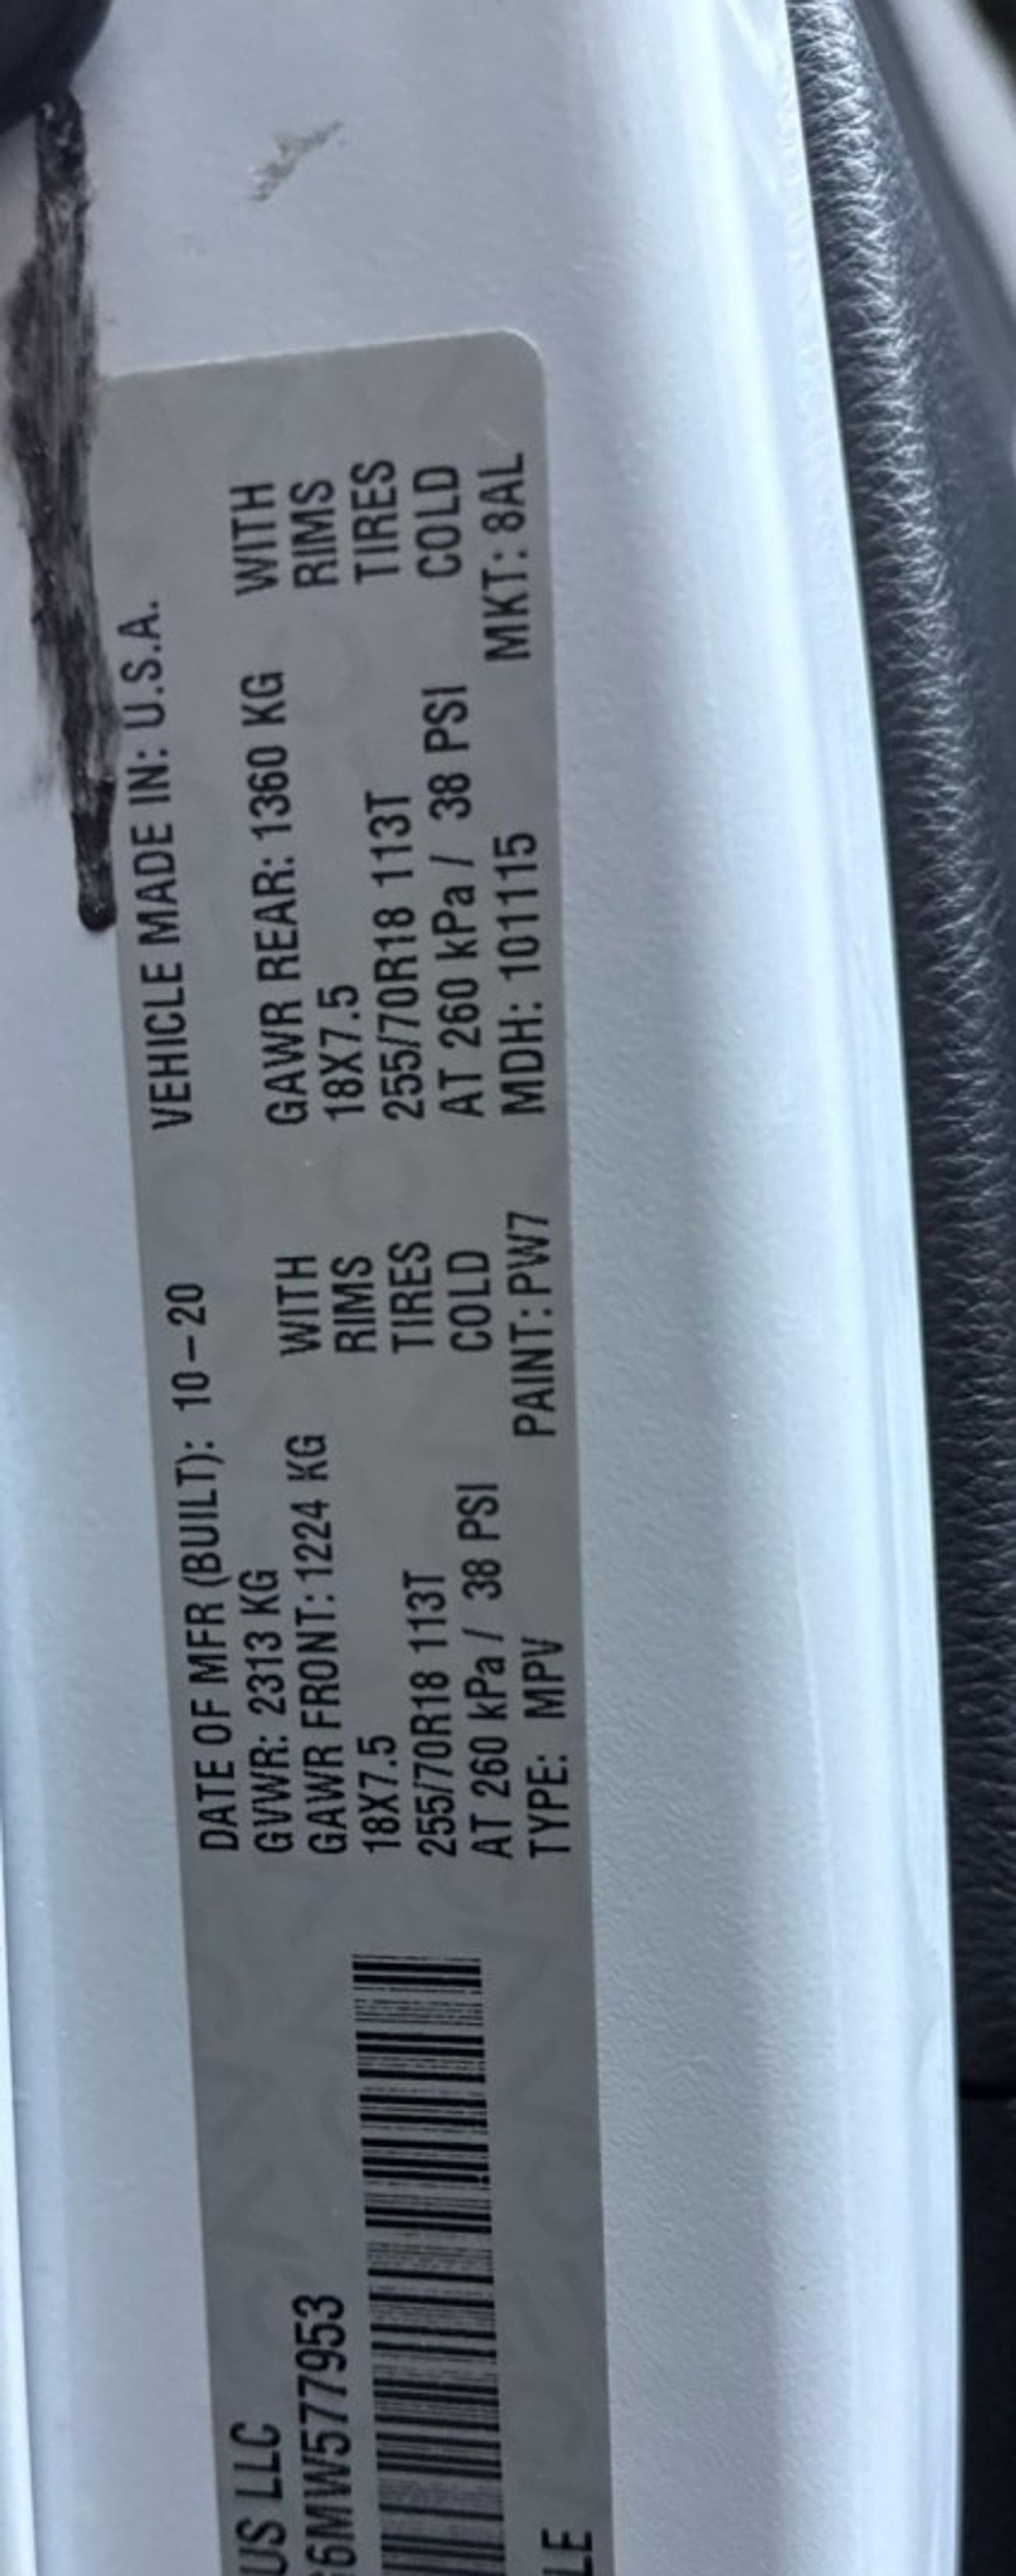 DATE OF MFR (BUILT): 10-20 VEHICLE MADE IN: U.S.A.
US LLC GVWR: 2313 KG
6MW577953 GAWR FRONT: 1224 KG WITH GAWR REAR: 1360 KG WITH
18X7.5 RIMS 18X7.5 RIMS
255/70R18 113T TIRES 255/70R18 113T TIRES
AT 260 kPa / 38 PSI COLD AT 260 kPa / 38 PSI COLD
LE TYPE: MPV PAINT: PW7 MDH: 101115 MKT: 8AL